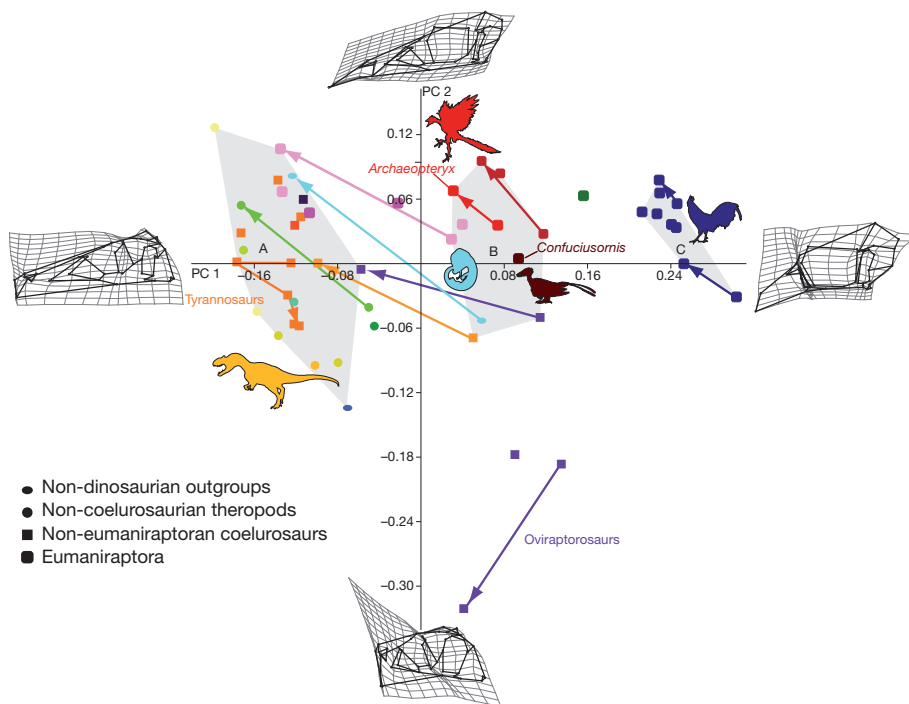 PC 2
0.12
Archaeopteryx
0.06
A
B
Confuciusornis
C
PC 1
−0.16
−0.08
0.08
0.16
0.24
Tyrannosaurs
−0.06
−0.12
−0.18
−0.24
Oviraptorosaurs
−0.30
Non-dinosaurian outgroups
Non-coelurosaurian theropods
Non-eumaniraptoran coelurosaurs
Eumaniraptora